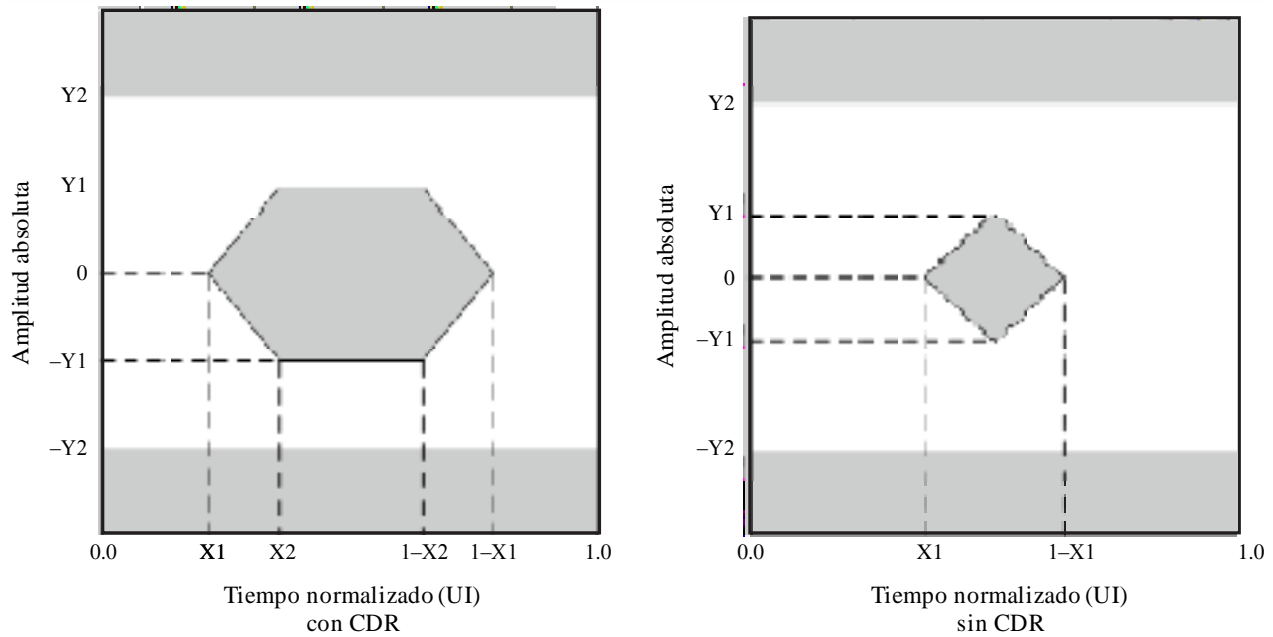 Y2
Y1
0
–Y1
–Y2
Amplitud absoluta
0.0 X1 X2 1–X2 1–X1 1.0
Tiempo normalizado (UI)
con CDR
Y2
Y1
0
–Y1
–Y2
Amplitud absoluta
0.0 X1 1–X1 1.0
Tiempo normalizado (UI)
sin CDR